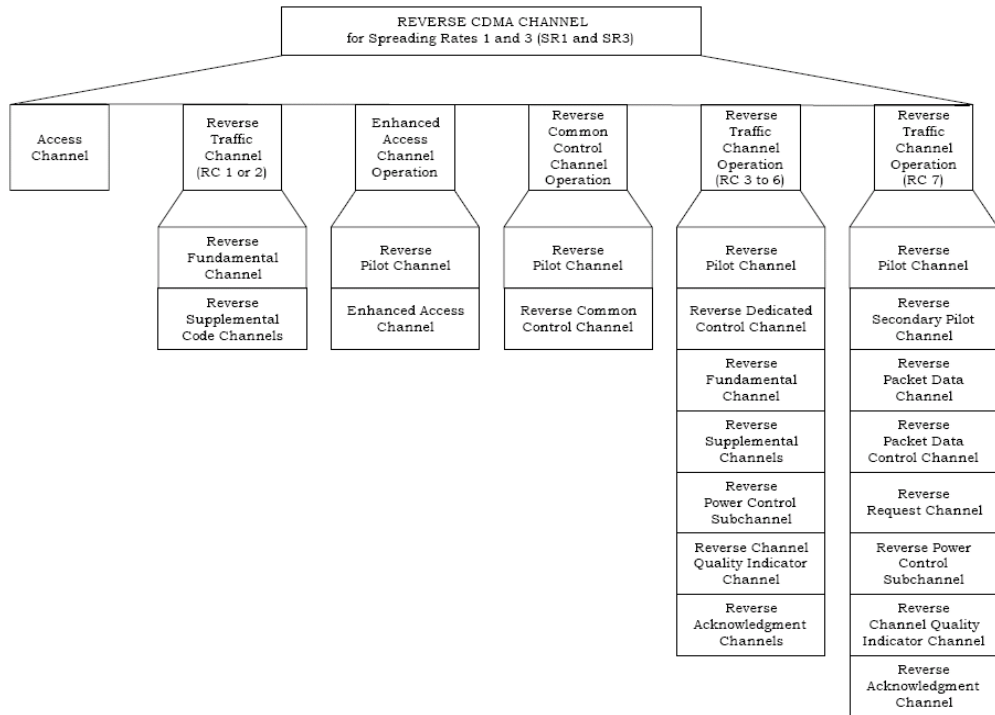 REVERSE CDMA CHANNEL
for Spreading Rates 1 and 3 (SR1 and SR3)
Access
Channel
Reverse
Traffic
Channel
(RC 1 or 2)
Enhanced
Access
Channel
Operation
Reverse
Common
Control
Channel
Operation
Reverse
Traffic
Channel
Operation
(RC 3 to 6)
Reverse
Traffic
Channel
Operation
(RC 7)
Reverse
Fundamental
Channel
Reverse
Supplemental
Code Channels
Reverse
Pilot Channel
Enhanced Access
Channel
Reverse
Pilot Channel
Reverse Common
Control Channel
Reverse
Pilot Channel
Reverse Dedicated
Control Channel
Reverse
Fundamental
Channel
Reverse
Supplemental
Channels
Reverse
Power Control
Subchannel
Reverse Channel
Quality Indicator
Channel
Reverse
Acknowledgment
Channels
Reverse
Pilot Channel
Reverse
Secondary Pilot
Channel
Reverse
Packet Data
Channel
Reverse
Packet Data
Control Channel
Reverse
Request Channel
Reverse Power
Control
Subchannel
Reverse
Channel Quality
Indicator Channel
Reverse
Acknowledgment
Channel